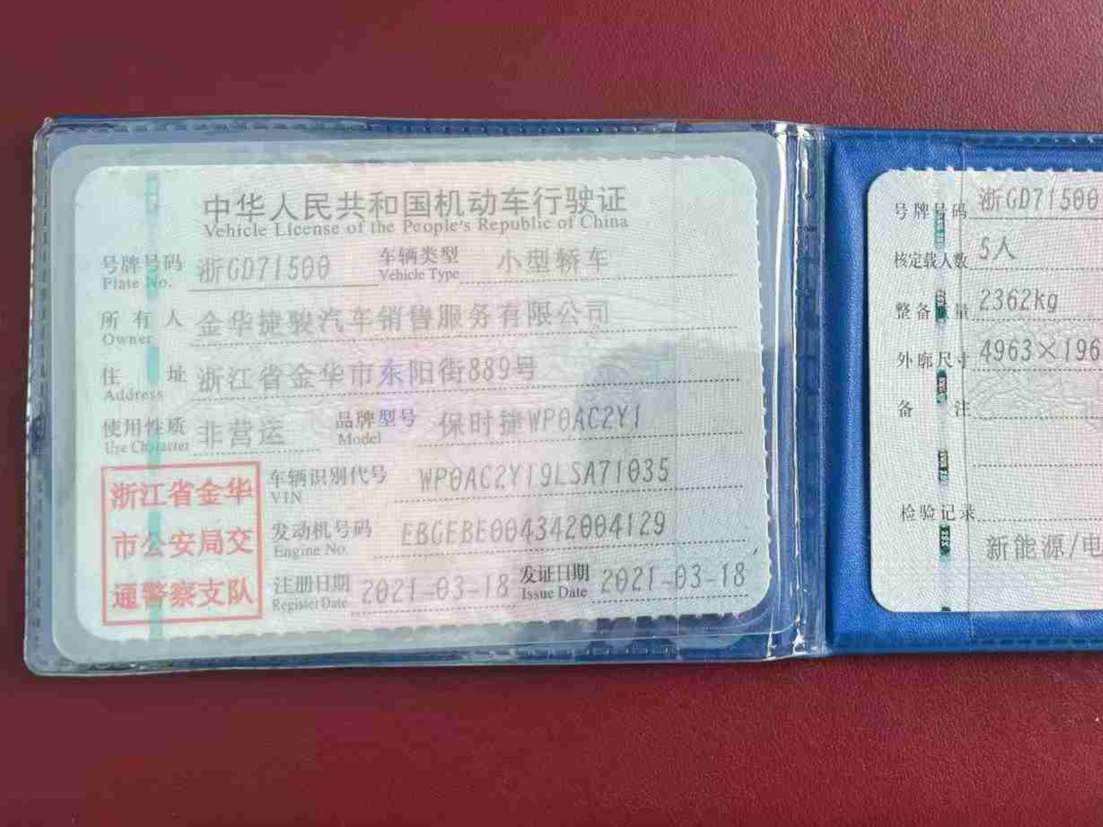 中华人民共和国机动车行驶证
Vehicle License of the People's Republic of China
号牌号码 浙GD71500 车辆类型 小型轿车
Plate No. Vehicle Type
所有人 金华捷骏汽车销售服务有限公司
Owner
住址 浙江省金华市东阳街889号
Address
使用性质 非营运 品牌型号 保时捷WP0AC2Y1
Use Character Model
浙江省金华
市公安局交
通警察支队
车辆识别代号 WP0AC2Y19LSA71035
VIN
发动机号码 EBGEBE004342004129
Engine No.
注册日期 2021-03-18 发证日期 2021-03-18
Register Date Issue Date
号牌号码 浙GD71500
核定载人数 5人
整备质量 2362kg
外廓尺寸 4963×196
备注
检验记录
新能源/电